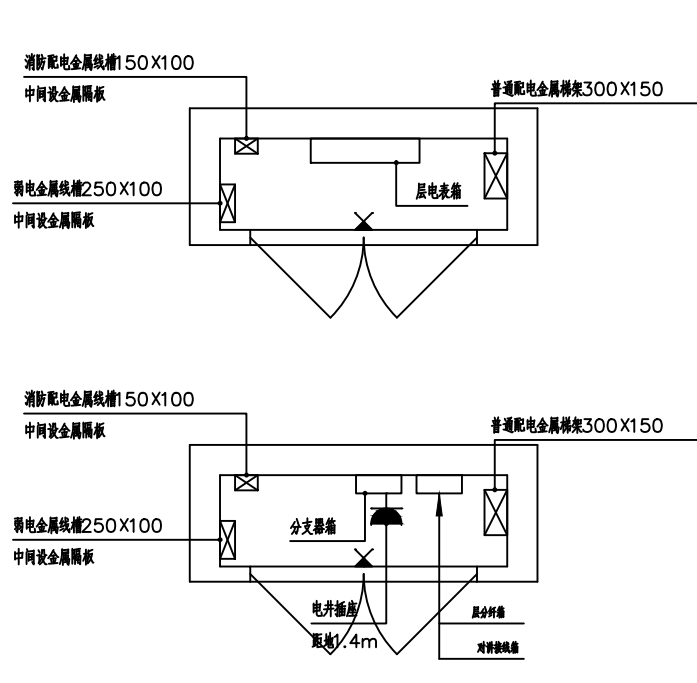 消防配电金属线槽150X100
中间设金属隔板
普通配电金属梯架300X150
弱电金属线槽250X100
中间设金属隔板
层电表箱
消防配电金属线槽150X100
中间设金属隔板
普通配电金属梯架300X150
弱电金属线槽250X100
中间设金属隔板
分支器箱
电井插座
距地1.4m
层分纤箱
对讲接线箱